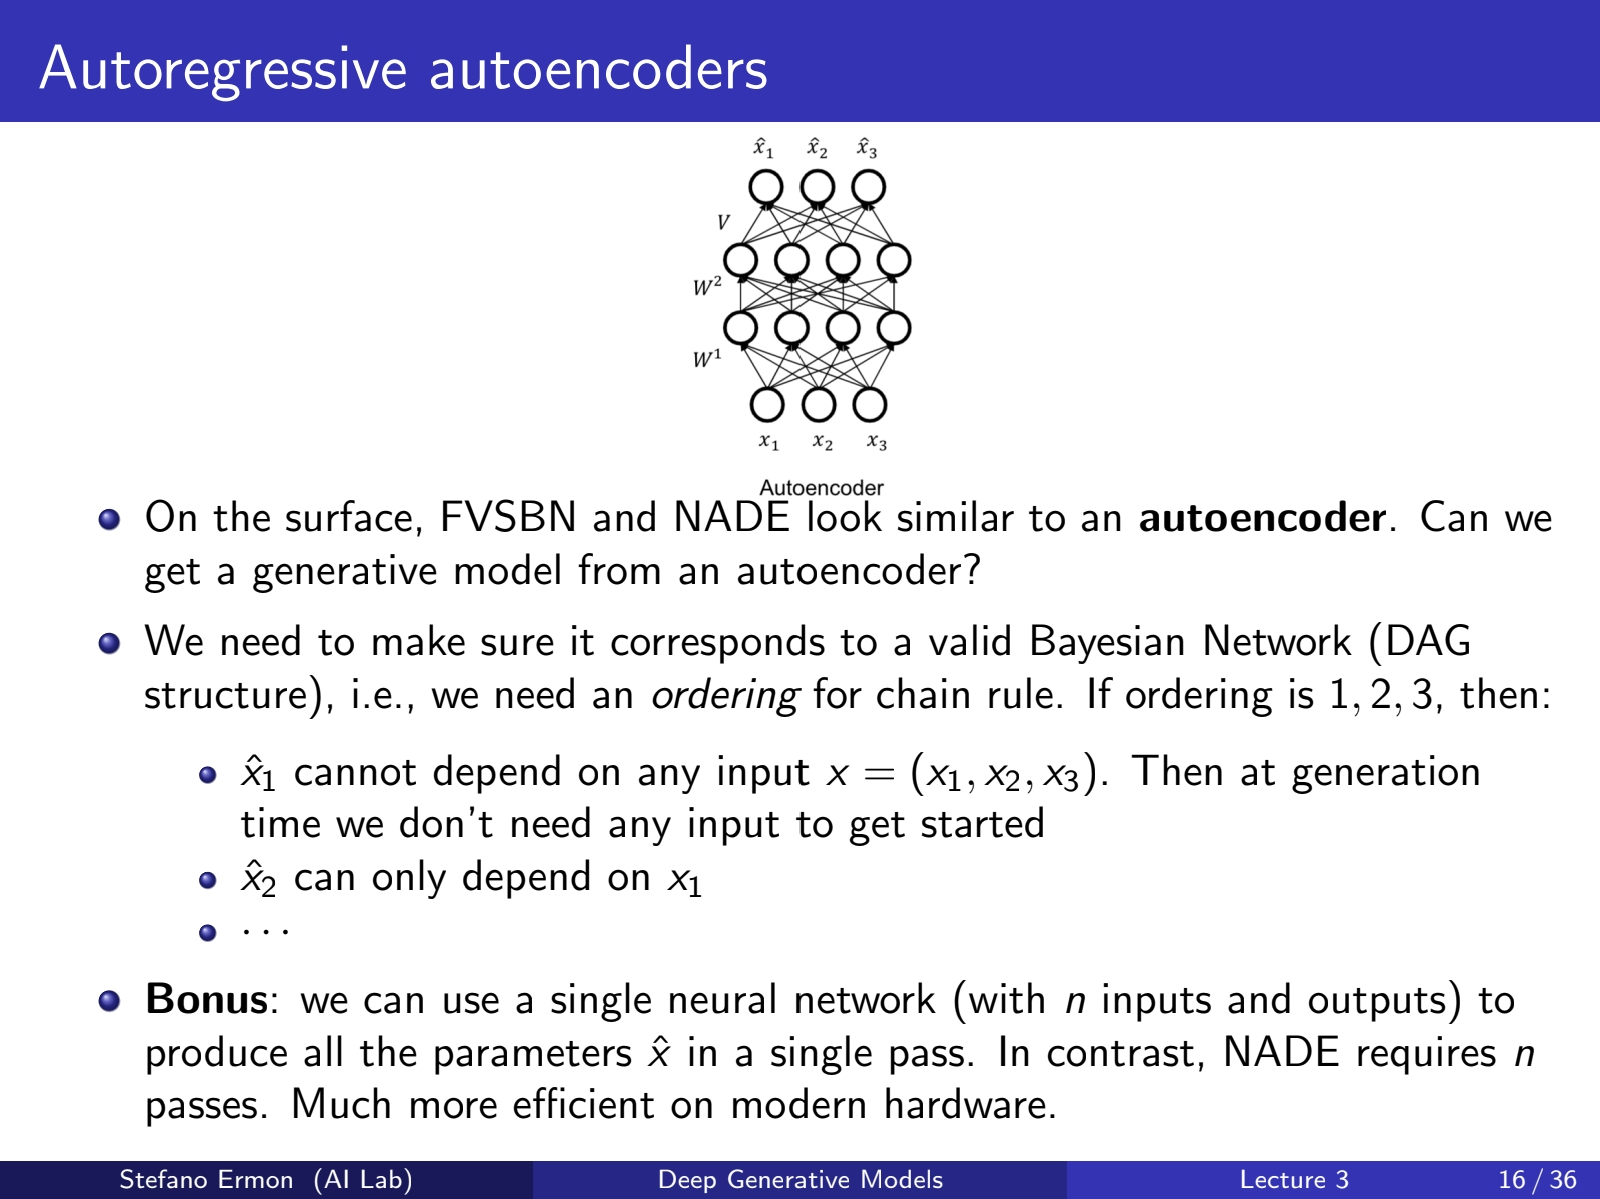 Autoregressive autoencoders
x̂₁ x̂₂ x̂₃
V
W²
W¹
x₁ x₂ x₃
Autoencoder
On the surface, FVSBN and NADE look similar to an autoencoder. Can we
get a generative model from an autoencoder?
We need to make sure it corresponds to a valid Bayesian Network (DAG
structure), i.e., we need an ordering for chain rule. If ordering is 1, 2, 3, then:
x̂₁ cannot depend on any input x = (x₁, x₂, x₃). Then at generation
time we don't need any input to get started
x̂₂ can only depend on x₁
···
Bonus: we can use a single neural network (with n inputs and outputs) to
produce all the parameters x̂ in a single pass. In contrast, NADE requires n
passes. Much more efficient on modern hardware.
Stefano Ermon (AI Lab) Deep Generative Models Lecture 3 16 / 36